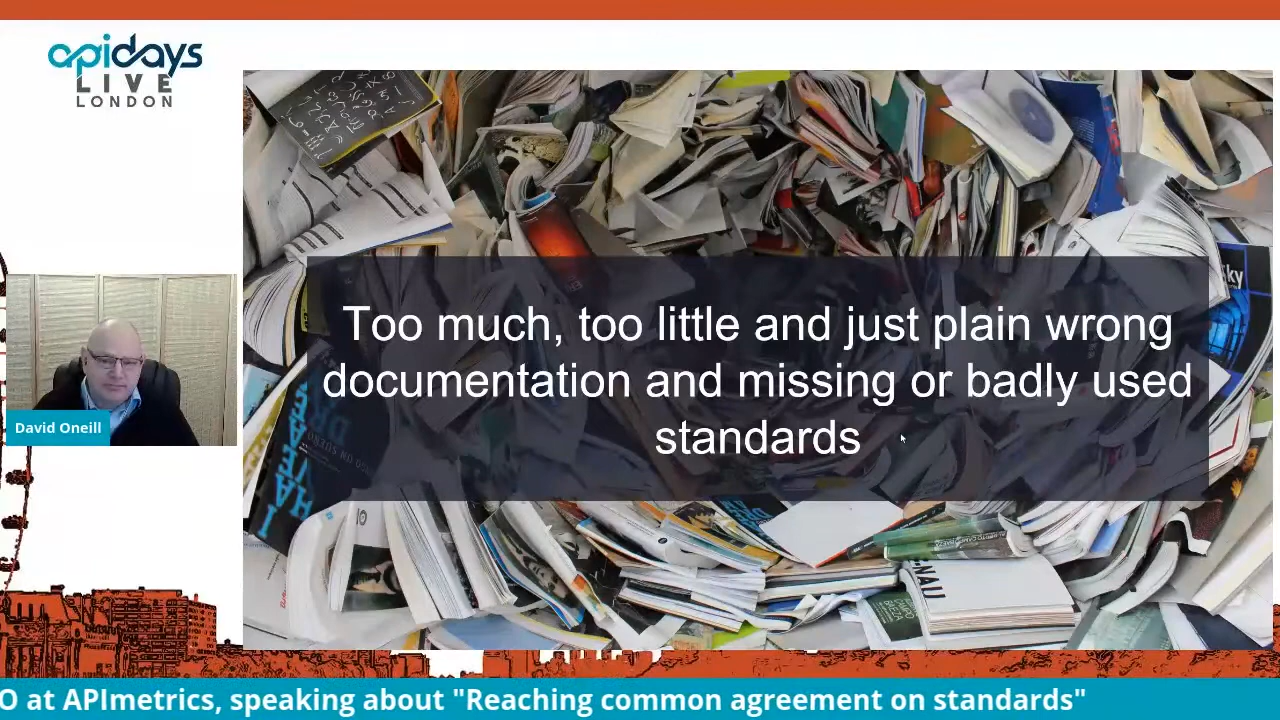 apidays
LIVE
LONDON
Too much, too little and just plain wrong
documentation and missing or badly used
standards
David Oneill
O at APImetrics, speaking about "Reaching common agreement on standards"